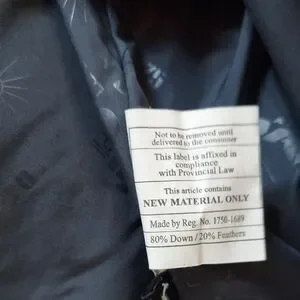 Not to be removed until
delivered to the consumer
This label is affixed in
compliance
with Provincial Law
This article contains
NEW MATERIAL ONLY
Made by Reg. No. 1750-1689
80% Down / 20% Feathers